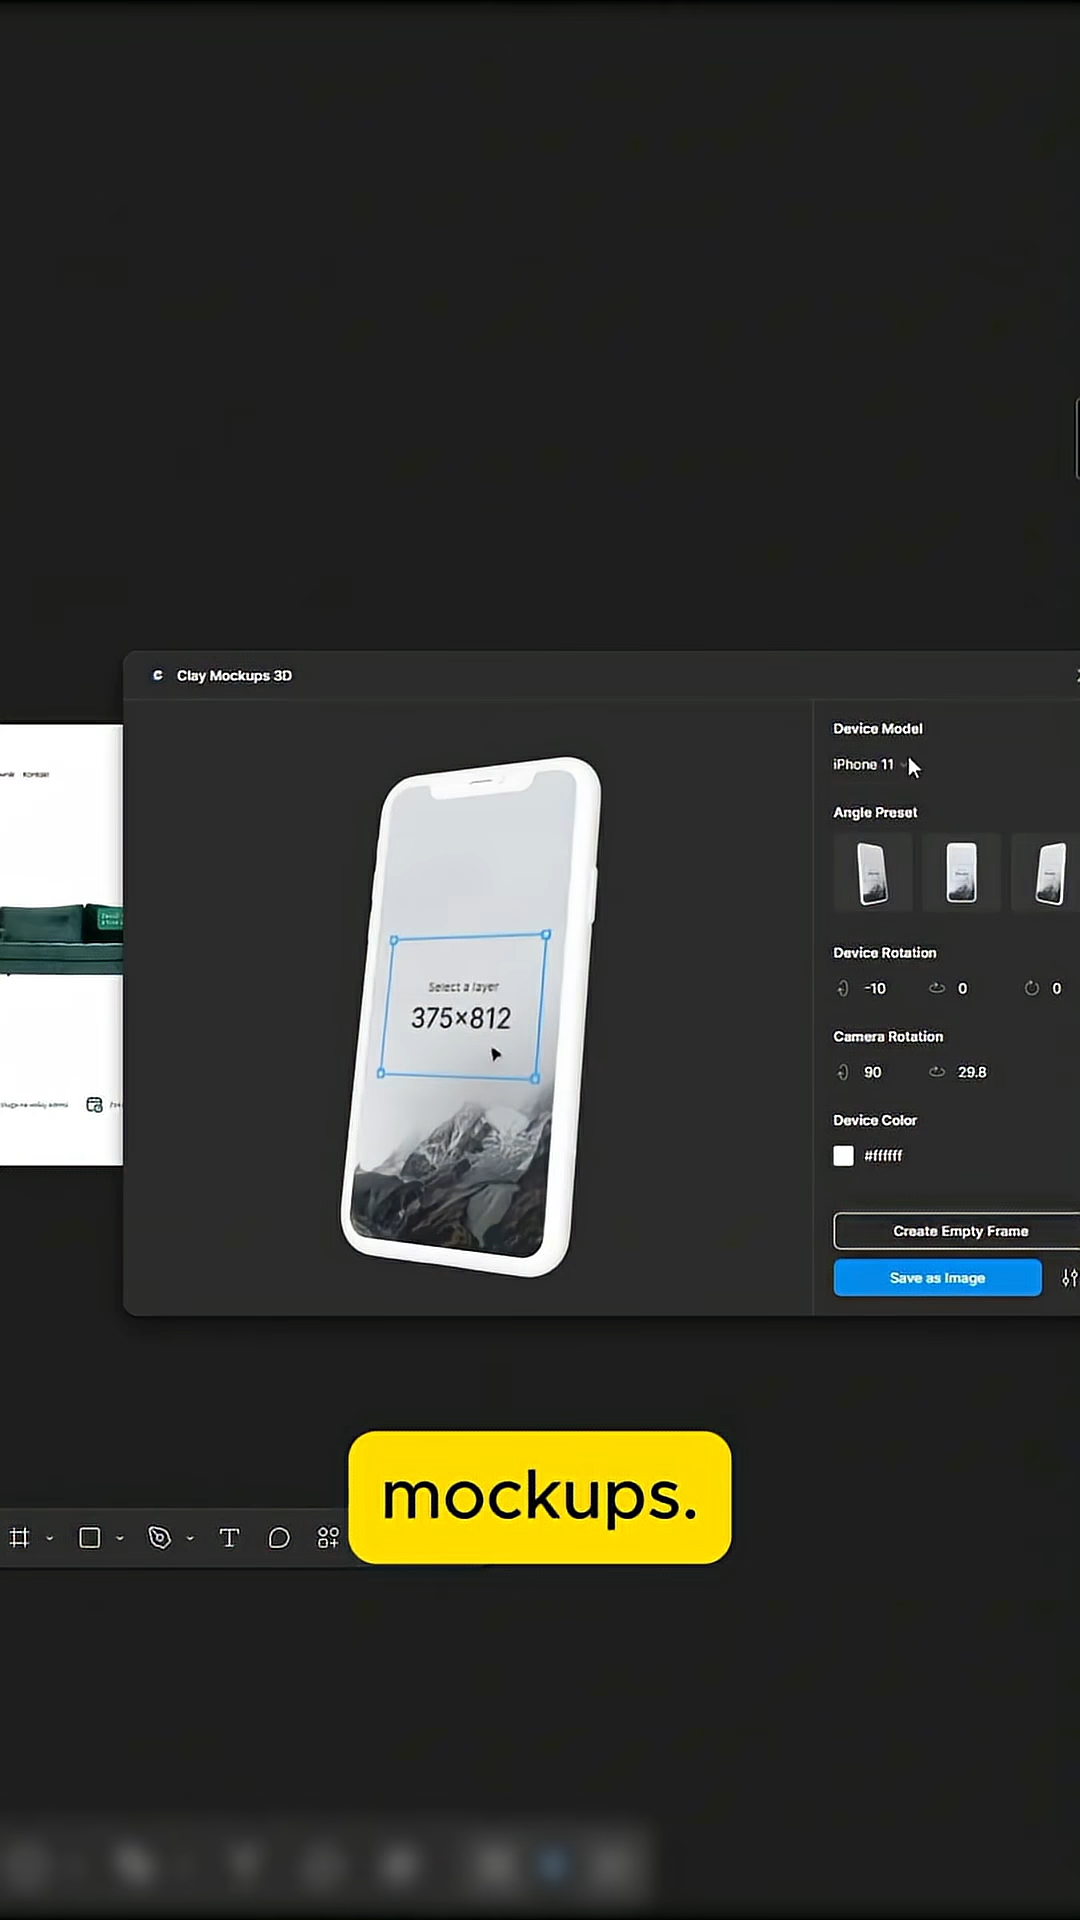 Clay Mockups 3D
Device Model
iPhone 11
Angle Preset
Kontakt
Select a layer
375×812
Device Rotation
-10 0 0
Camera Rotation
90 29.8
Device Color
#ffffff
Create Empty Frame
Save as Image
mockups.